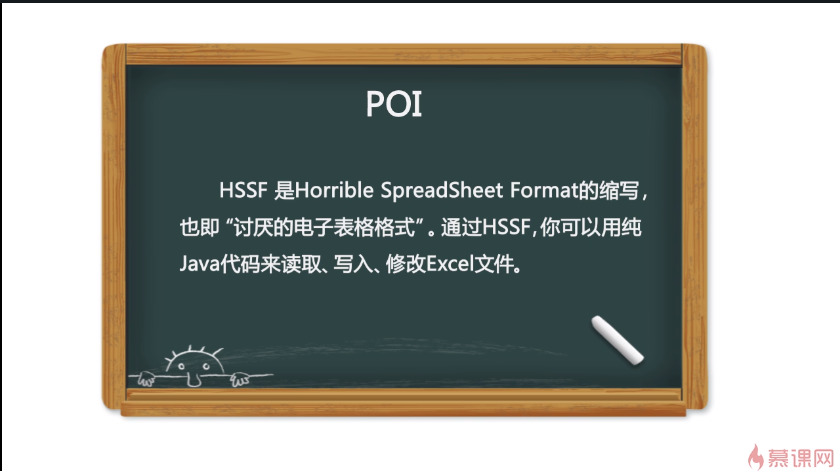 POI
HSSF 是Horrible SpreadSheet Format的缩写，
也即“讨厌的电子表格格式”。通过HSSF，你可以用纯
Java代码来读取、写入、修改Excel文件。
慕课网